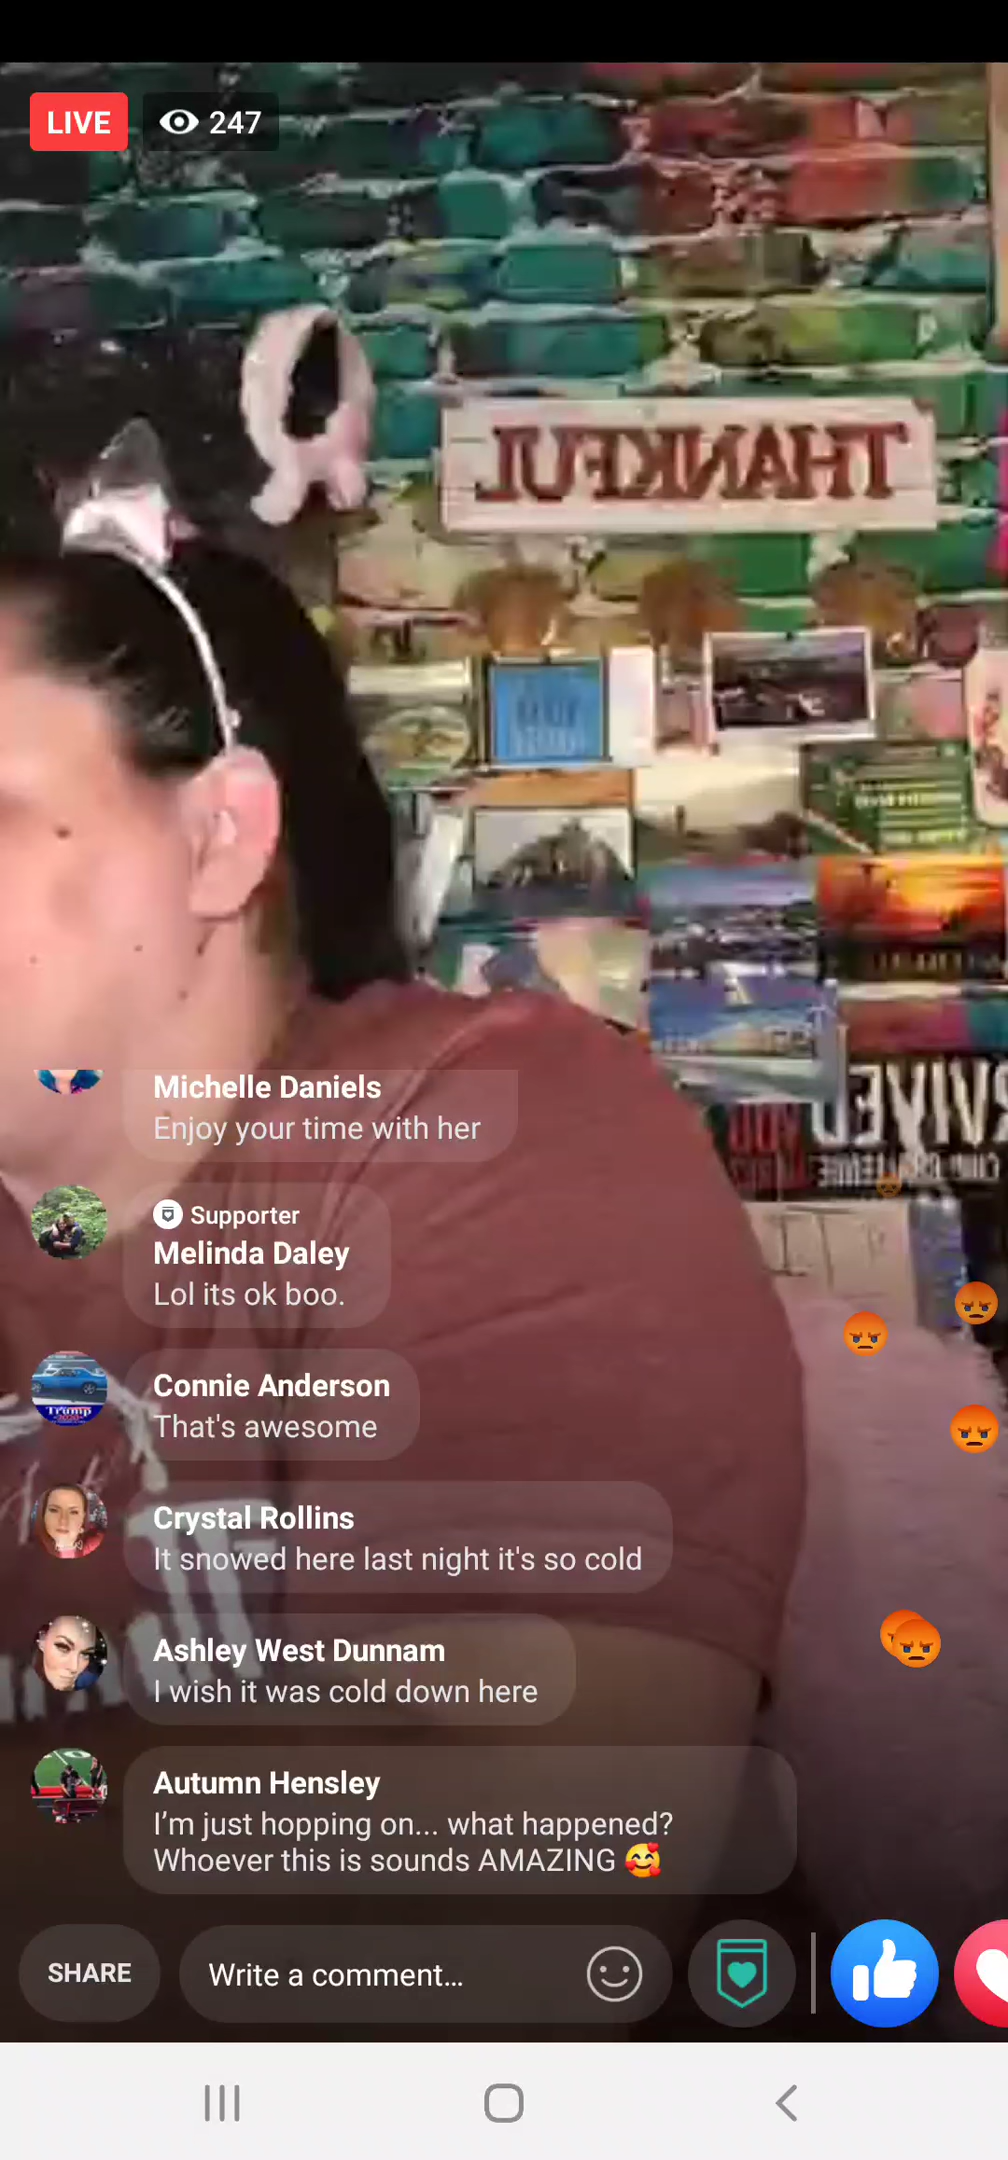 LIVE 247
THANKFUL
Michelle Daniels
Enjoy your time with her
Supporter
Melinda Daley
Lol its ok boo.
Trump
Connie Anderson
That's awesome
Crystal Rollins
It snowed here last night it's so cold
Ashley West Dunnam
I wish it was cold down here
Autumn Hensley
I’m just hopping on... what happened?
Whoever this is sounds AMAZING 🥰
SHARE
Write a comment...